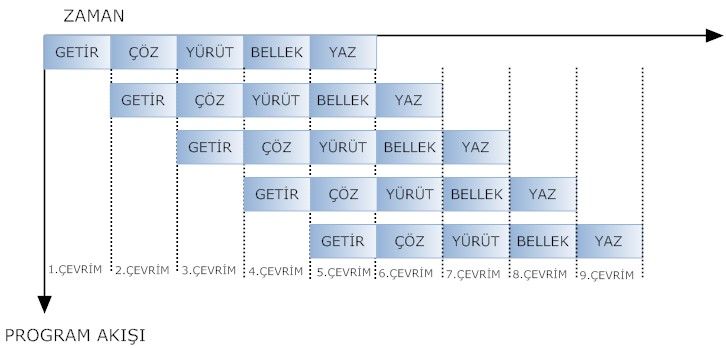 ZAMAN
GETİR ÇÖZ YÜRÜT BELLEK YAZ
GETİR ÇÖZ YÜRÜT BELLEK YAZ
GETİR ÇÖZ YÜRÜT BELLEK YAZ
GETİR ÇÖZ YÜRÜT BELLEK YAZ
GETİR ÇÖZ YÜRÜT BELLEK YAZ
1.ÇEVRİM 2.ÇEVRİM 3.ÇEVRİM 4.ÇEVRİM 5.ÇEVRİM 6.ÇEVRİM 7.ÇEVRİM 8.ÇEVRİM 9.ÇEVRİM
PROGRAM AKIŞI